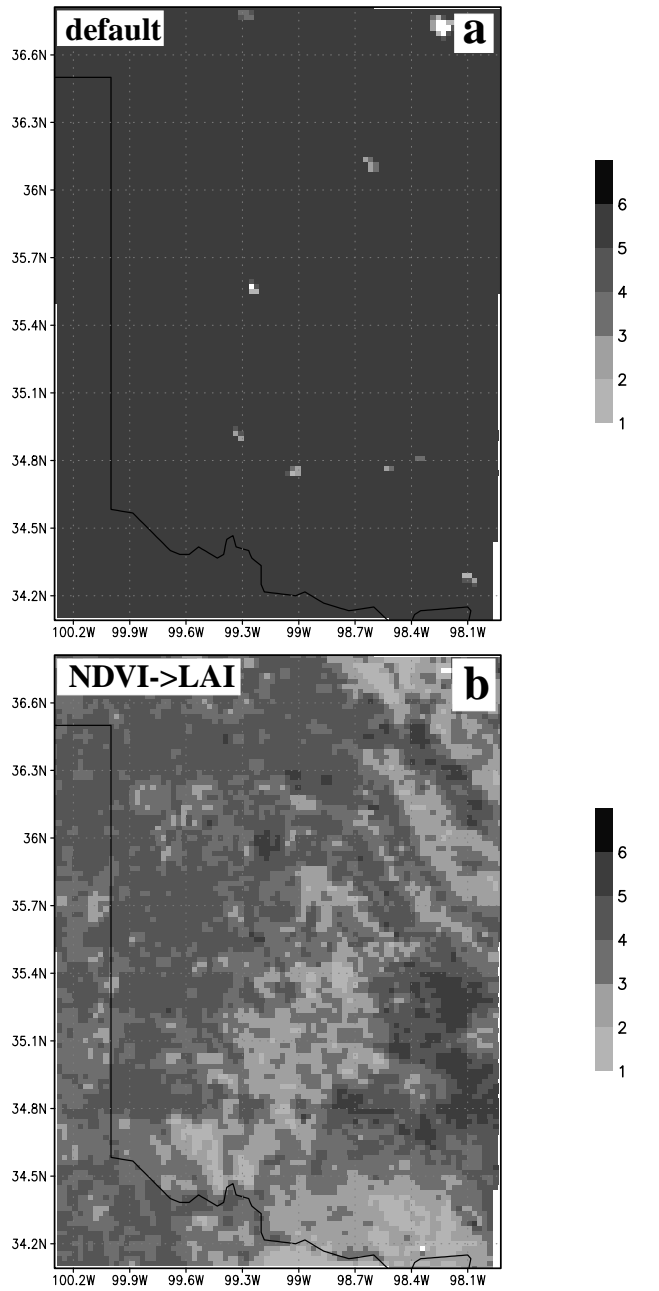 default
a
36.6N
36.3N
36N
35.7N
35.4N
35.1N
34.8N
34.5N
34.2N
100.2W 99.9W 99.6W 99.3W 99W 98.7W 98.4W 98.1W
6
5
4
3
2
1
NDVI->LAI
b
36.6N
36.3N
36N
35.7N
35.4N
35.1N
34.8N
34.5N
34.2N
100.2W 99.9W 99.6W 99.3W 99W 98.7W 98.4W 98.1W
6
5
4
3
2
1